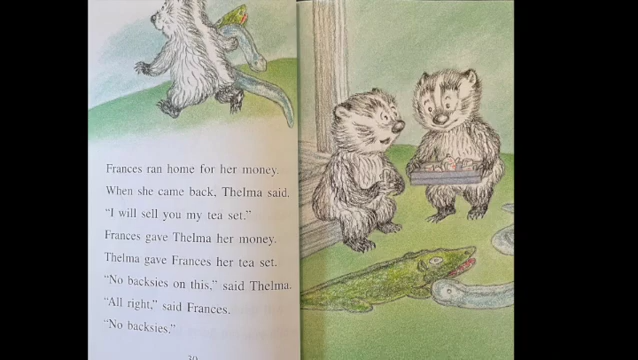 Frances ran home for her money.
When she came back, Thelma said,
“I will sell you my tea set.”
Frances gave Thelma her money.
Thelma gave Frances her tea set.
“No backsies on this,” said Thelma.
“All right,” said Frances.
“No backsies.”